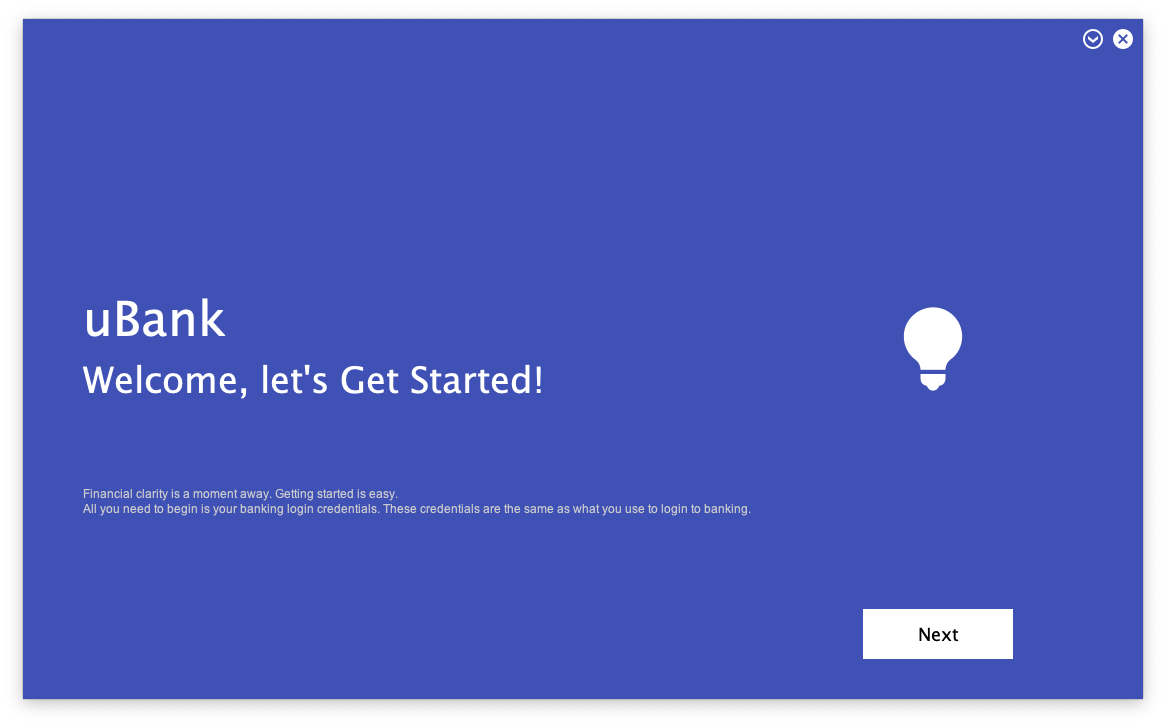 uBank
Welcome, let's Get Started!
Financial clarity is a moment away. Getting started is easy.
All you need to begin is your banking login credentials. These credentials are the same as what you use to login to banking.
Next